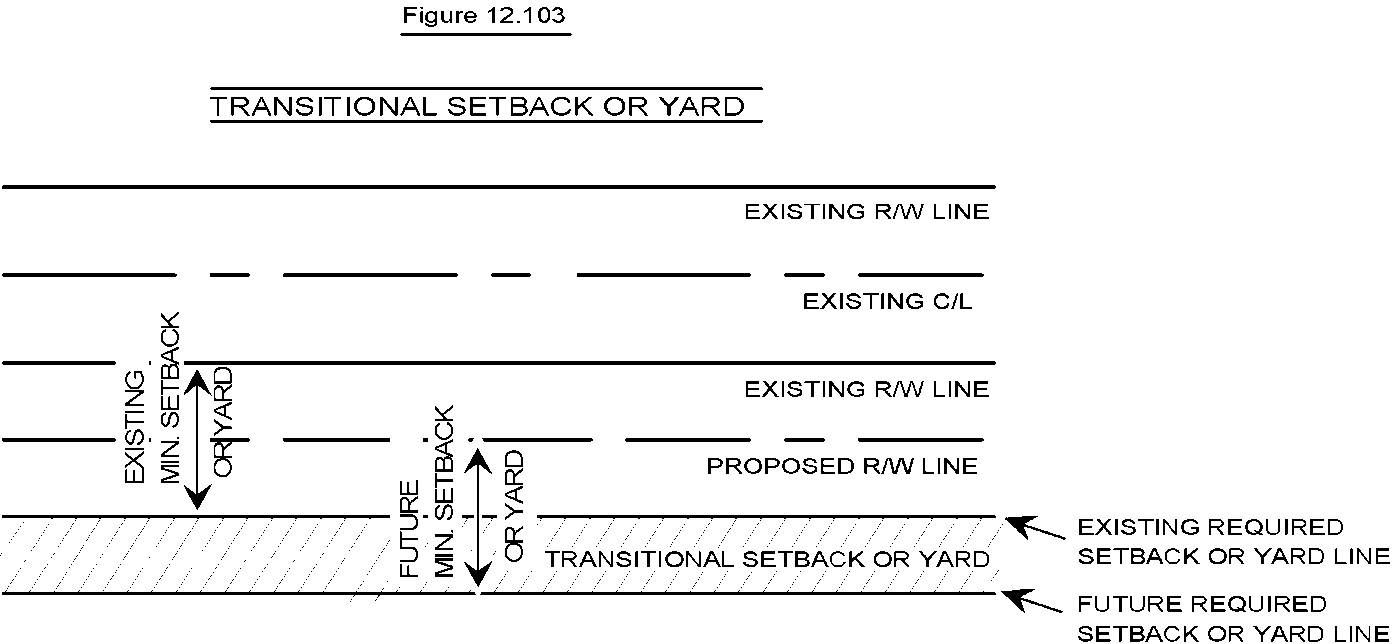 Figure 12.103
TRANSITIONAL SETBACK OR YARD
EXISTING R/W LINE
EXISTING C/L
EXISTING R/W LINE
EXISTING
MIN. SETBACK
OR YARD
PROPOSED R/W LINE
FUTURE
MIN. SETBACK
OR YARD
TRANSITIONAL SETBACK OR YARD
EXISTING REQUIRED
SETBACK OR YARD LINE
FUTURE REQUIRED
SETBACK OR YARD LINE